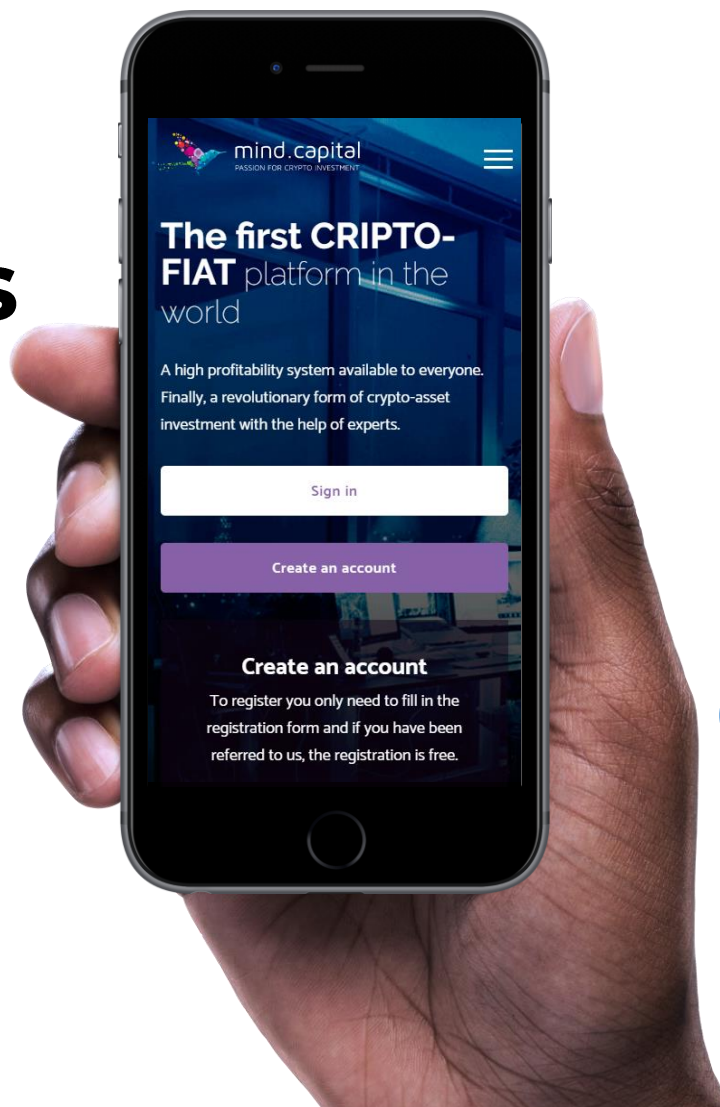 s
mind.capital
PASSION FOR CRYPTO INVESTMENT
The first CRIPTO-
FIAT platform in the
world
A high profitability system available to everyone.
Finally, a revolutionary form of crypto-asset
investment with the help of experts.
Sign in
Create an account
Create an account
To register you only need to fill in the
registration form and if you have been
referred to us, the registration is free.